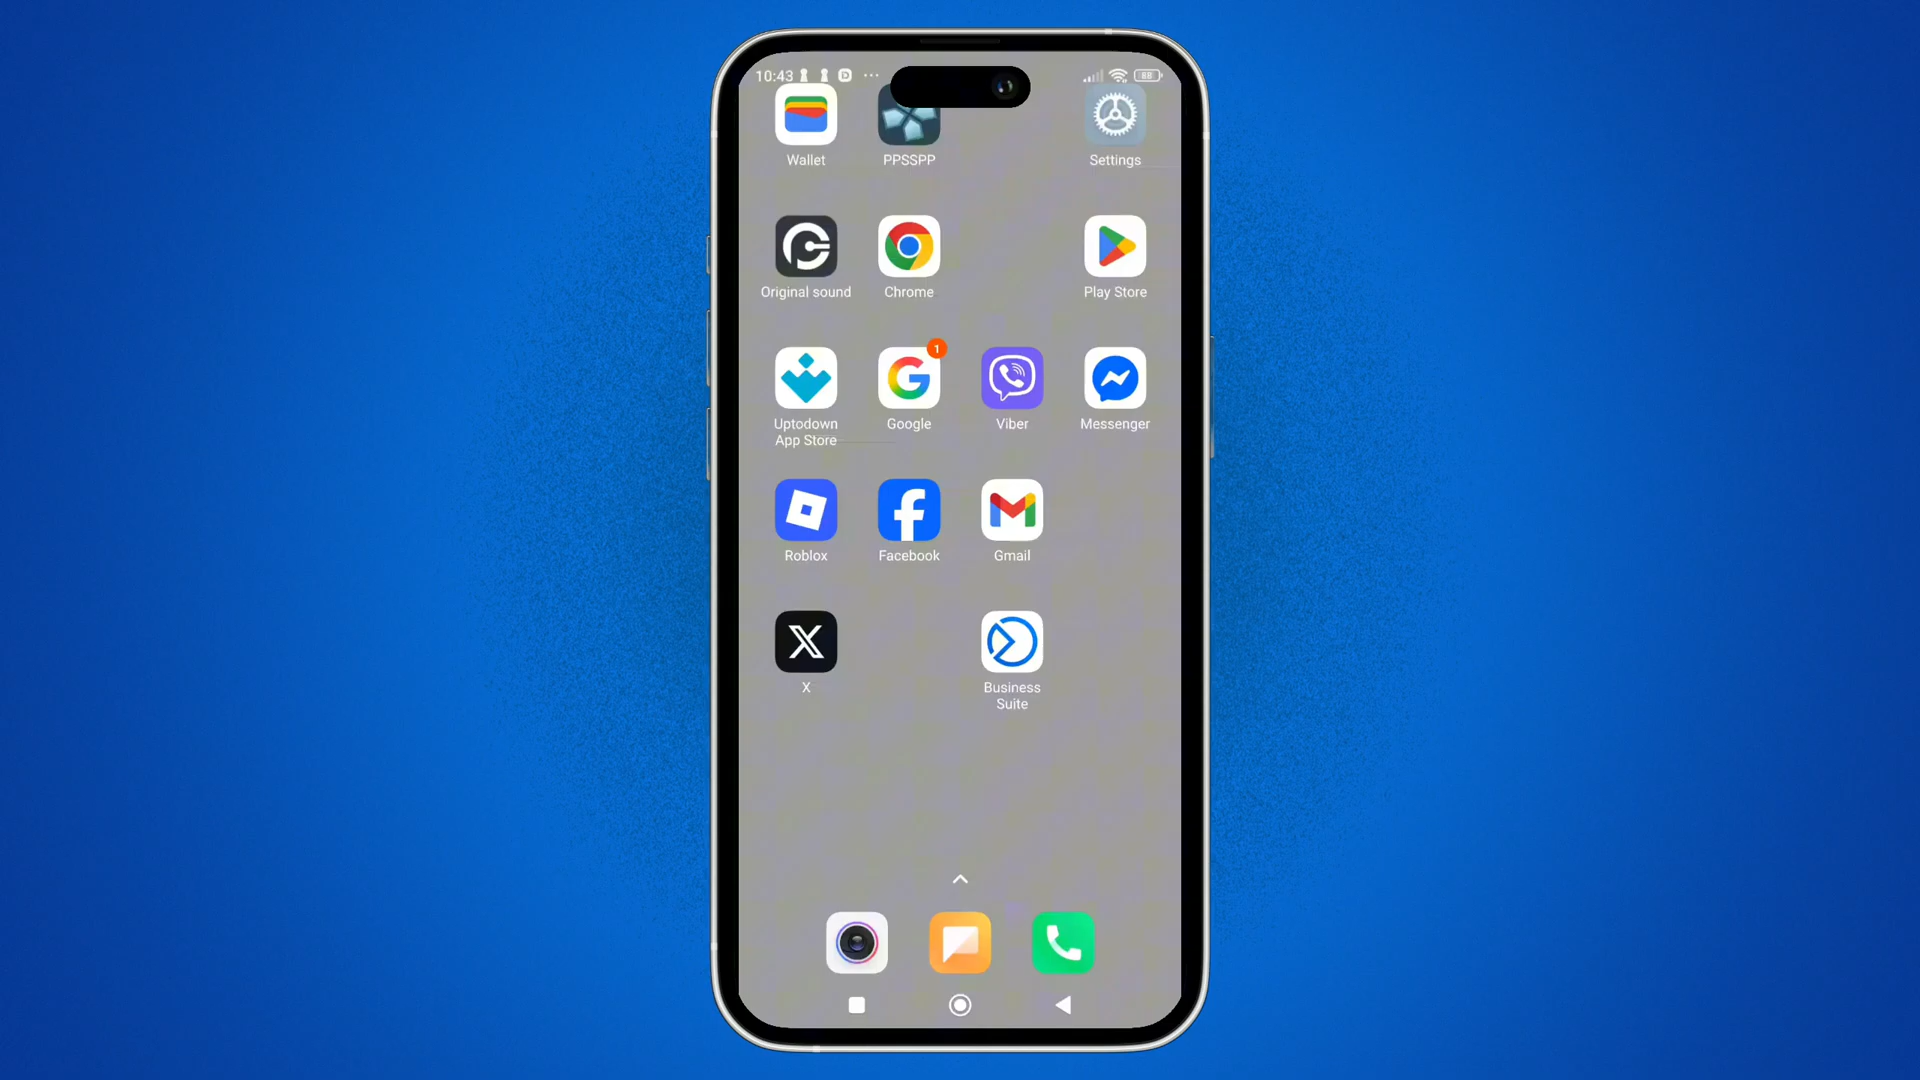 10:43
88
Wallet
PPSSPP
Settings
Original sound
Chrome
Play Store
1
Uptodown
App Store
Google
Viber
Messenger
Roblox
Facebook
Gmail
X
Business
Suite